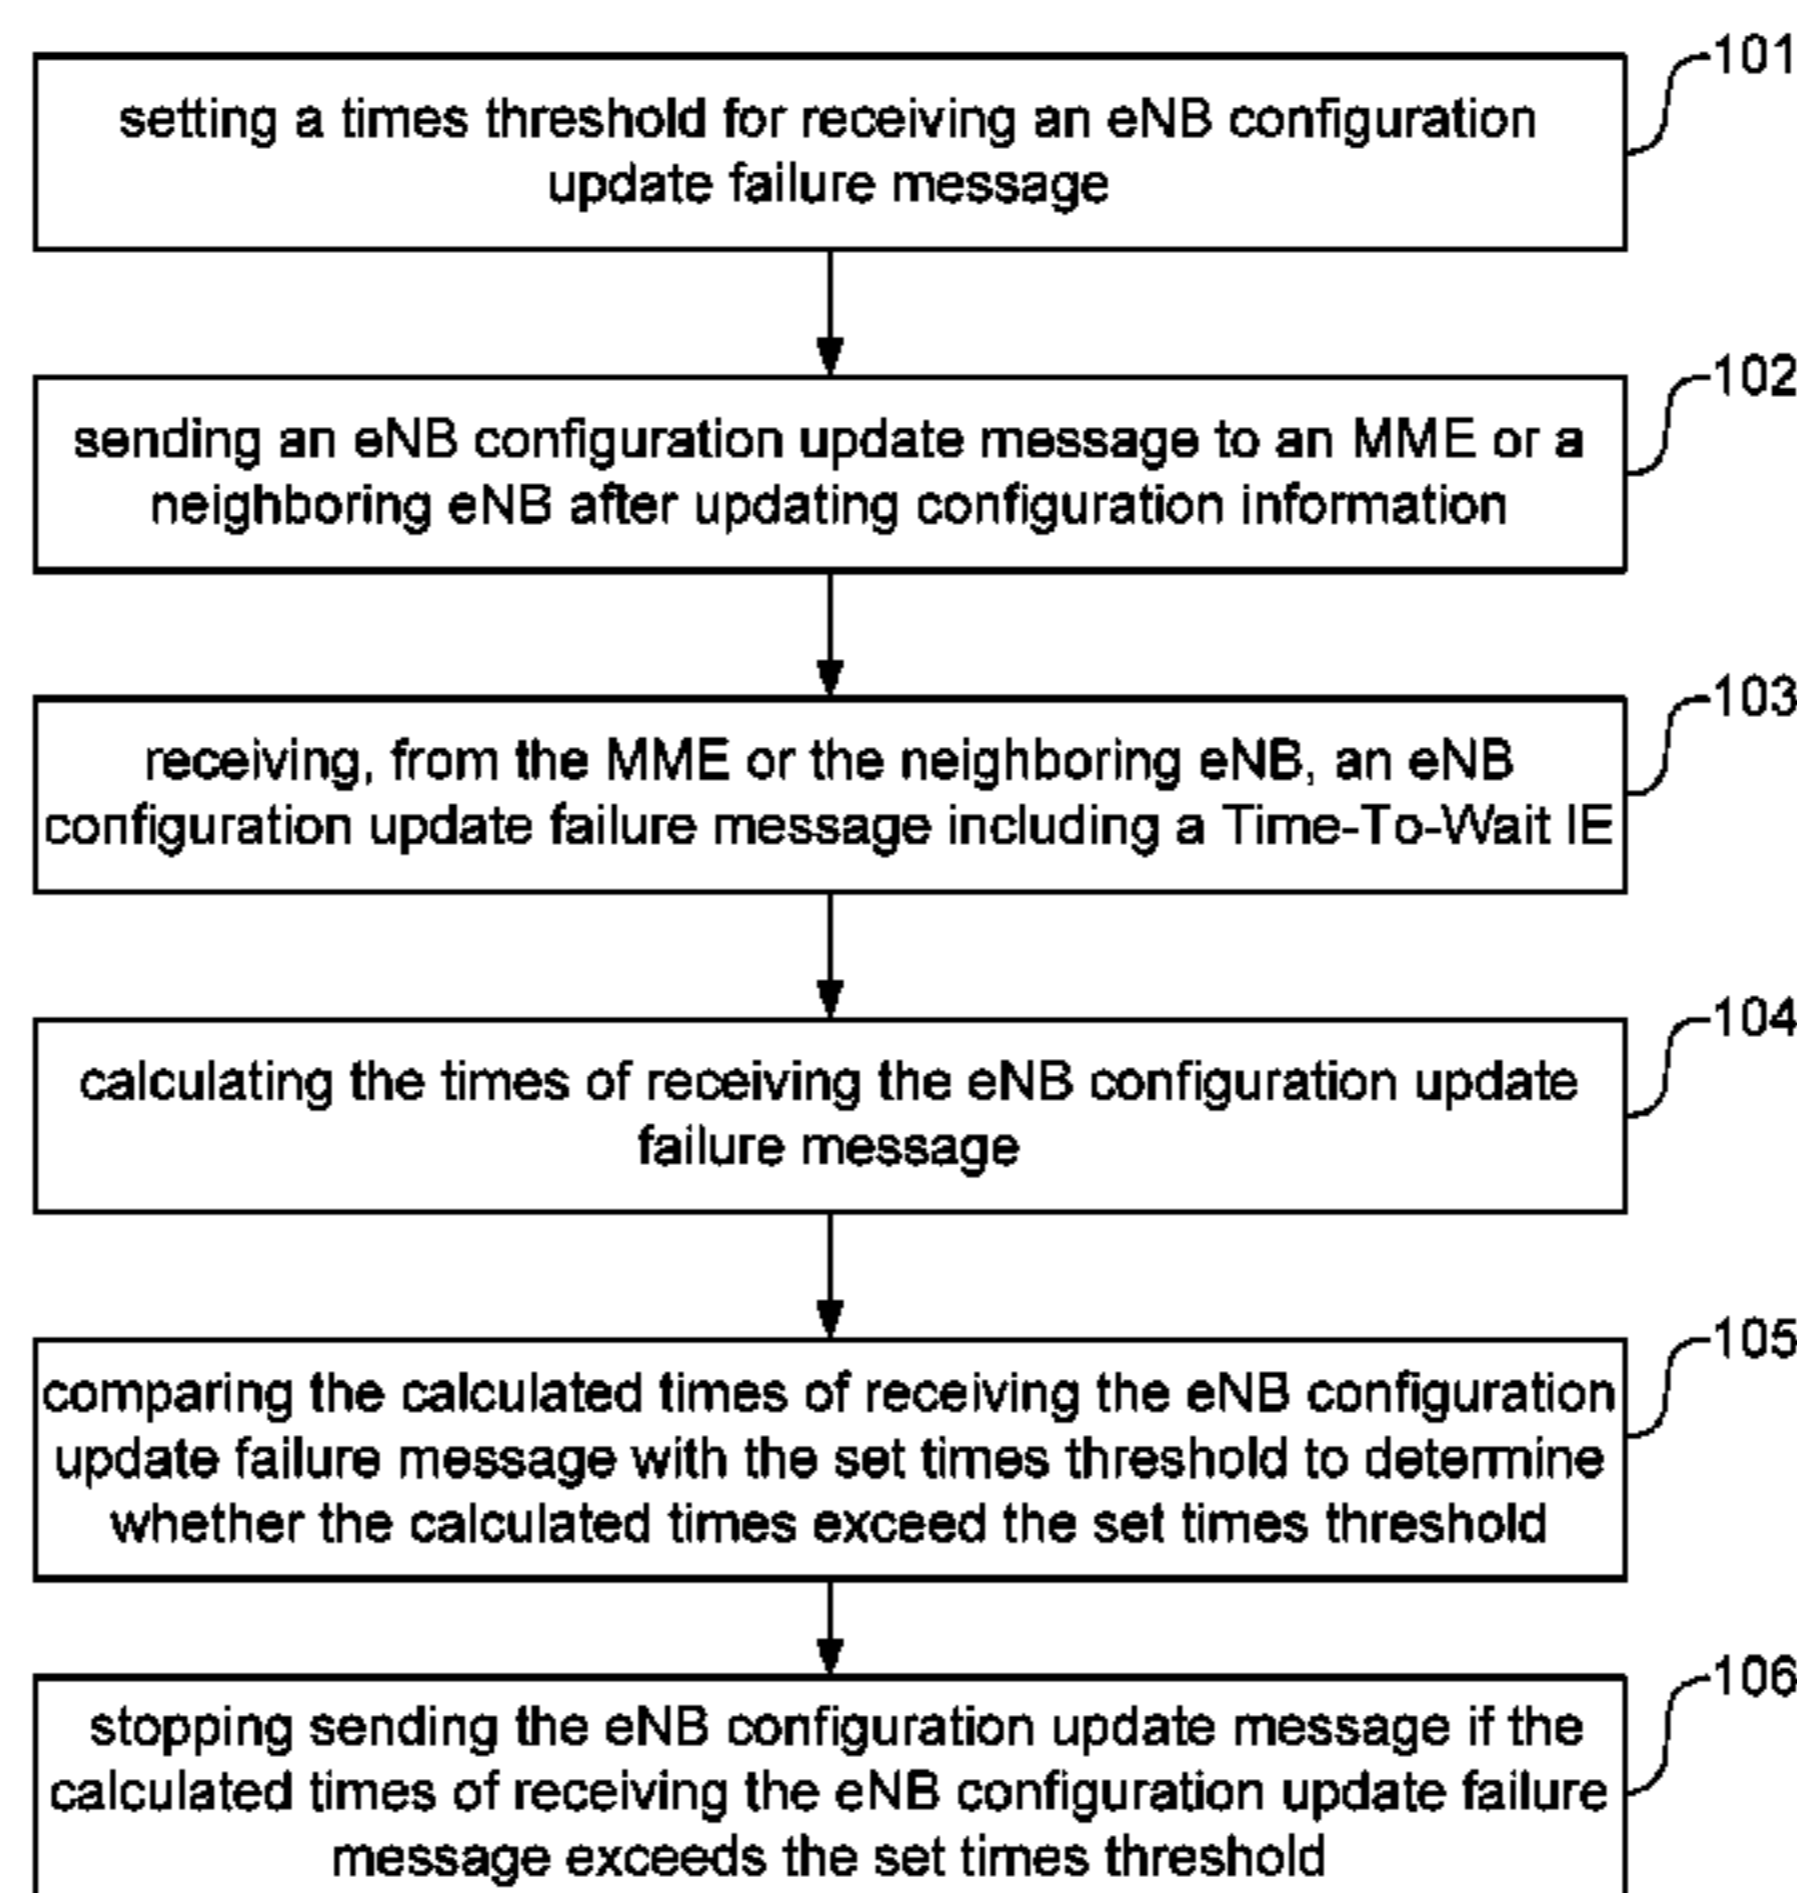 101
setting a times threshold for receiving an eNB configuration
update failure message
102
sending an eNB configuration update message to an MME or a
neighboring eNB after updating configuration information
103
receiving, from the MME or the neighboring eNB, an eNB
configuration update failure message including a Time-To-Wait IE
104
calculating the times of receiving the eNB configuration update
failure message
105
comparing the calculated times of receiving the eNB configuration
update failure message with the set times threshold to determine
whether the calculated times exceed the set times threshold
106
stopping sending the eNB configuration update message if the
calculated times of receiving the eNB configuration update failure
message exceeds the set times threshold